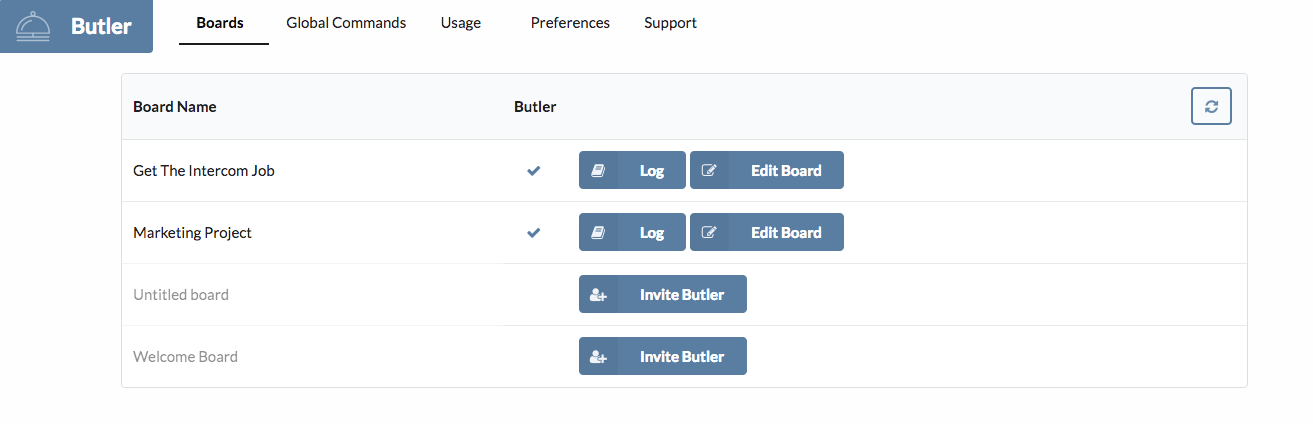 Butler Boards Global Commands Usage Preferences Support
Board Name Butler
Get The Intercom Job Log Edit Board
Marketing Project Log Edit Board
Untitled board Invite Butler
Welcome Board Invite Butler